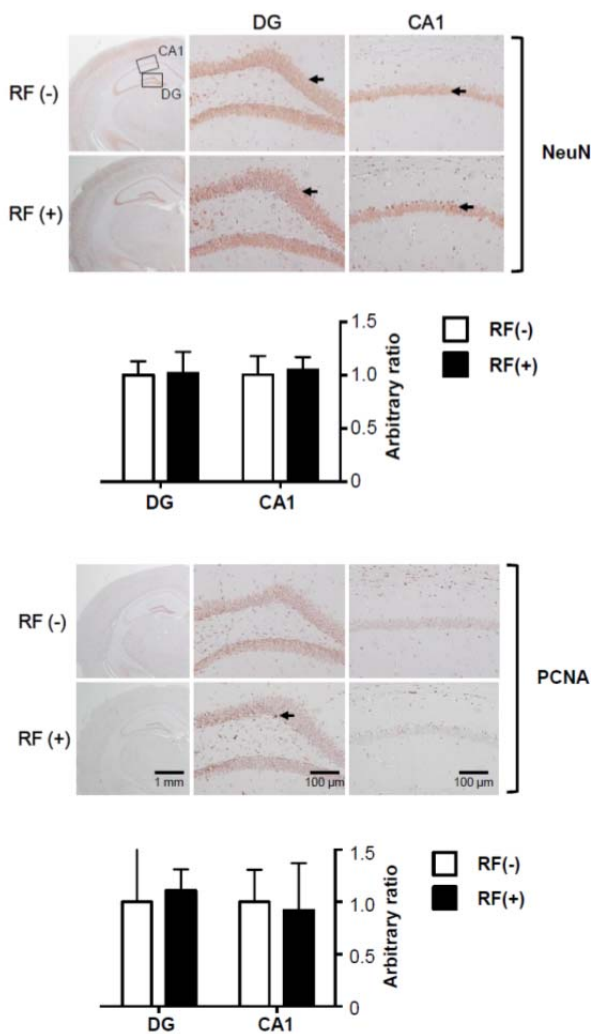 DG CA1
CA1
DG
RF (-)
RF (+)
NeuN
1.5
1.0
0.5
0
Arbitrary ratio
RF(-)
RF(+)
DG CA1
RF (-)
RF (+)
PCNA
1 mm 100 µm 100 µm
1.5
1.0
0.5
0
Arbitrary ratio
RF(-)
RF(+)
DG CA1